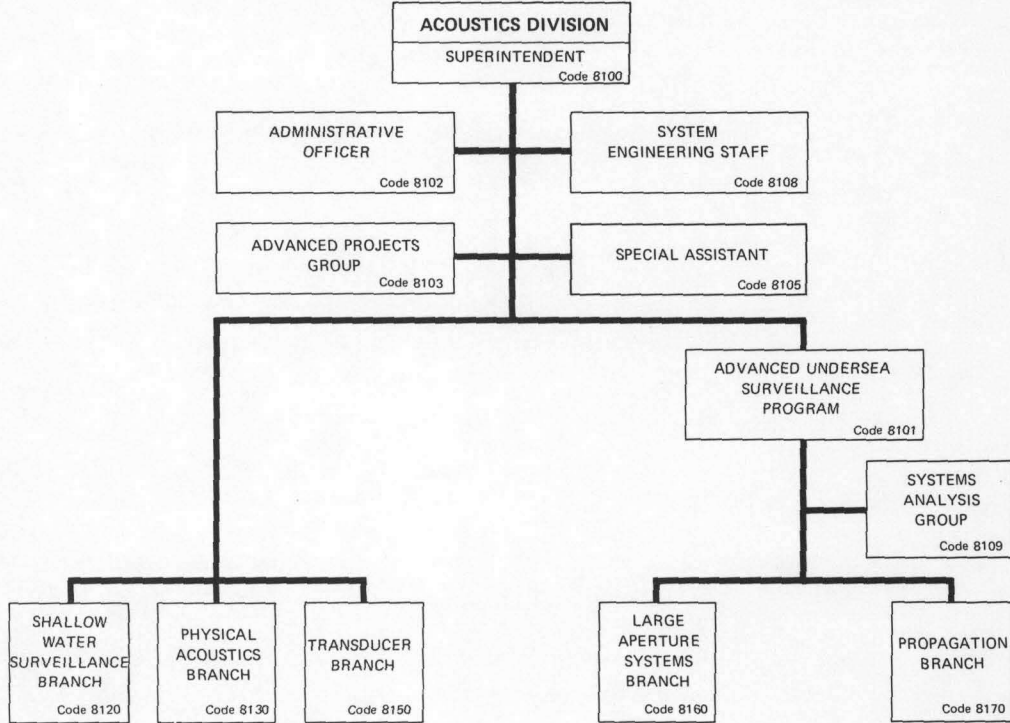 ACOUSTICS DIVISION
SUPERINTENDENT
Code 8100
ADMINISTRATIVE
OFFICER
Code 8102
SYSTEM
ENGINEERING STAFF
Code 8108
ADVANCED PROJECTS
GROUP
Code 8103
SPECIAL ASSISTANT
Code 8105
ADVANCED UNDERSEA
SURVEILLANCE
PROGRAM
Code 8101
SYSTEMS
ANALYSIS
GROUP
Code 8109
SHALLOW
WATER
SURVEILLANCE
BRANCH
Code 8120
PHYSICAL
ACOUSTICS
BRANCH
Code 8130
TRANSDUCER
BRANCH
Code 8150
LARGE
APERTURE
SYSTEMS
BRANCH
Code 8160
PROPAGATION
BRANCH
Code 8170